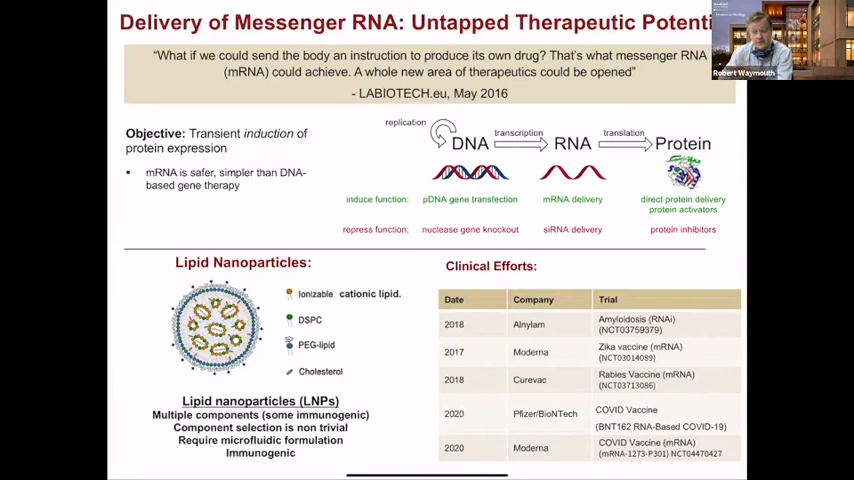 Delivery of Messenger RNA: Untapped Therapeutic Potenti
Robert Waymouth
“What if we could send the body an instruction to produce its own drug? That’s what messenger RNA
(mRNA) could achieve. A whole new area of therapeutics could be opened”
- LABIOTECH.eu, May 2016
Objective: Transient induction of
protein expression
▪ mRNA is safer, simpler than DNA-
based gene therapy
replication
DNA transcription RNA translation Protein
induce function: pDNA gene transfection mRNA delivery direct protein delivery
protein activators
repress function: nuclease gene knockout siRNA delivery protein inhibitors
Lipid Nanoparticles:
Ionizable cationic lipid.
DSPC
PEG-lipid
Cholesterol
Lipid nanoparticles (LNPs)
Multiple components (some immunogenic)
Component selection is non trivial
Require microfluidic formulation
Immunogenic
Clinical Efforts:
Date Company Trial
2018 Alnylam Amyloidosis (RNAi)
(NCT03759379)
2017 Moderna Zika vaccine (mRNA)
(NCT03014089)
2018 Curevac Rabies Vaccine (mRNA)
(NCT03713086)
2020 Pfizer/BioNTech COVID Vaccine
(BNT162 RNA-Based COVID-19)
2020 Moderna COVID Vaccine (mRNA)
(mRNA-1273-P301) NCT04470427